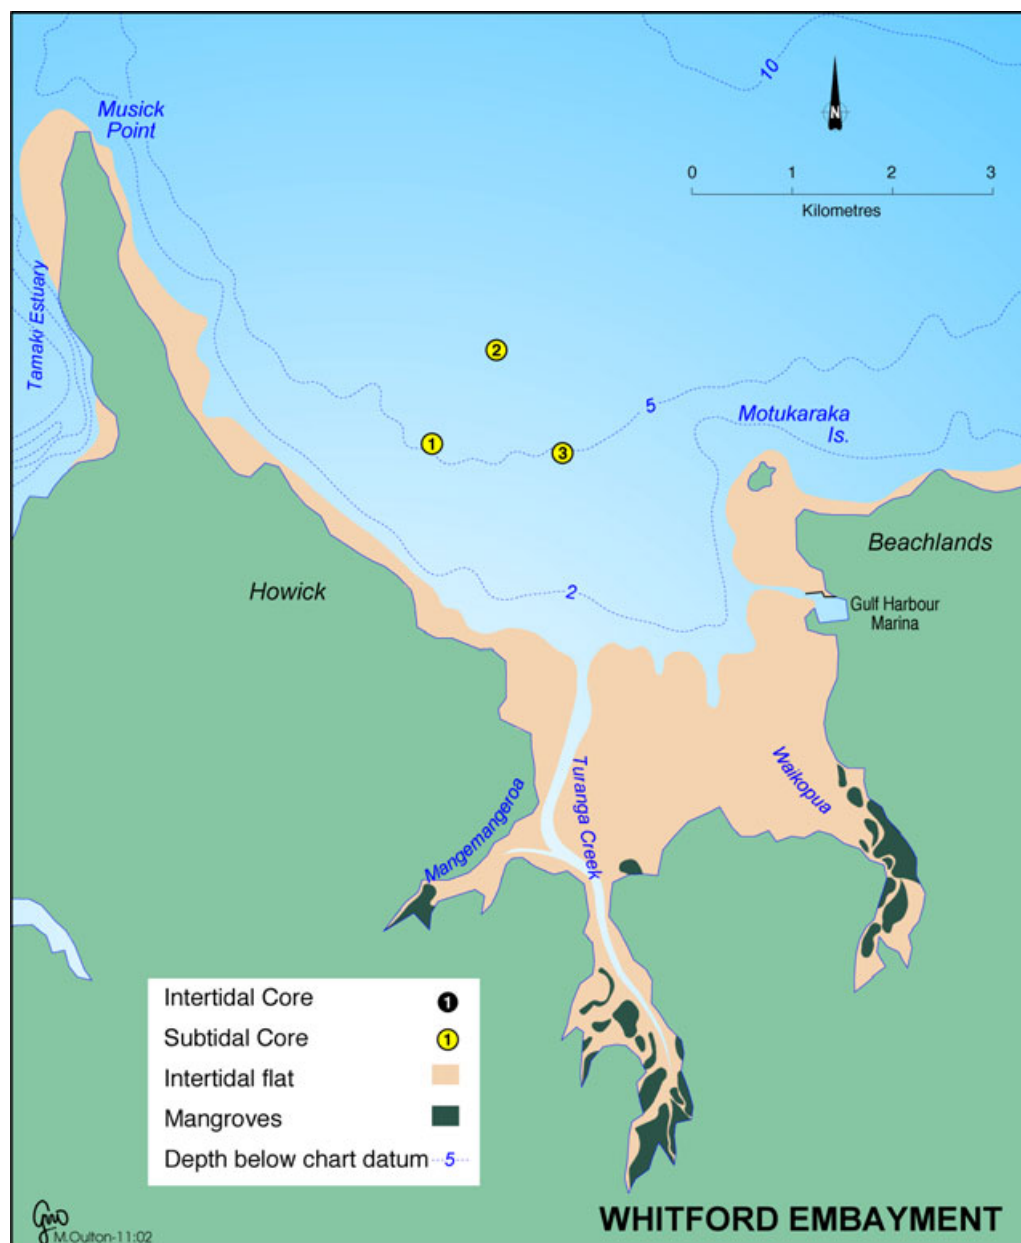 10
Musick
Point
N
0 1 2 3
Kilometres
Tamaki Estuary
2
5
Motukaraka
Is.
1
3
Beachlands
Howick
2
Gulf Harbour
Marina
Turanga Creek
Waikopua
Mangemangeroa
Intertidal Core 1
Subtidal Core 1
Intertidal flat
Mangroves
Depth below chart datum 5
WHITFORD EMBAYMENT
M.Oulton-11:02